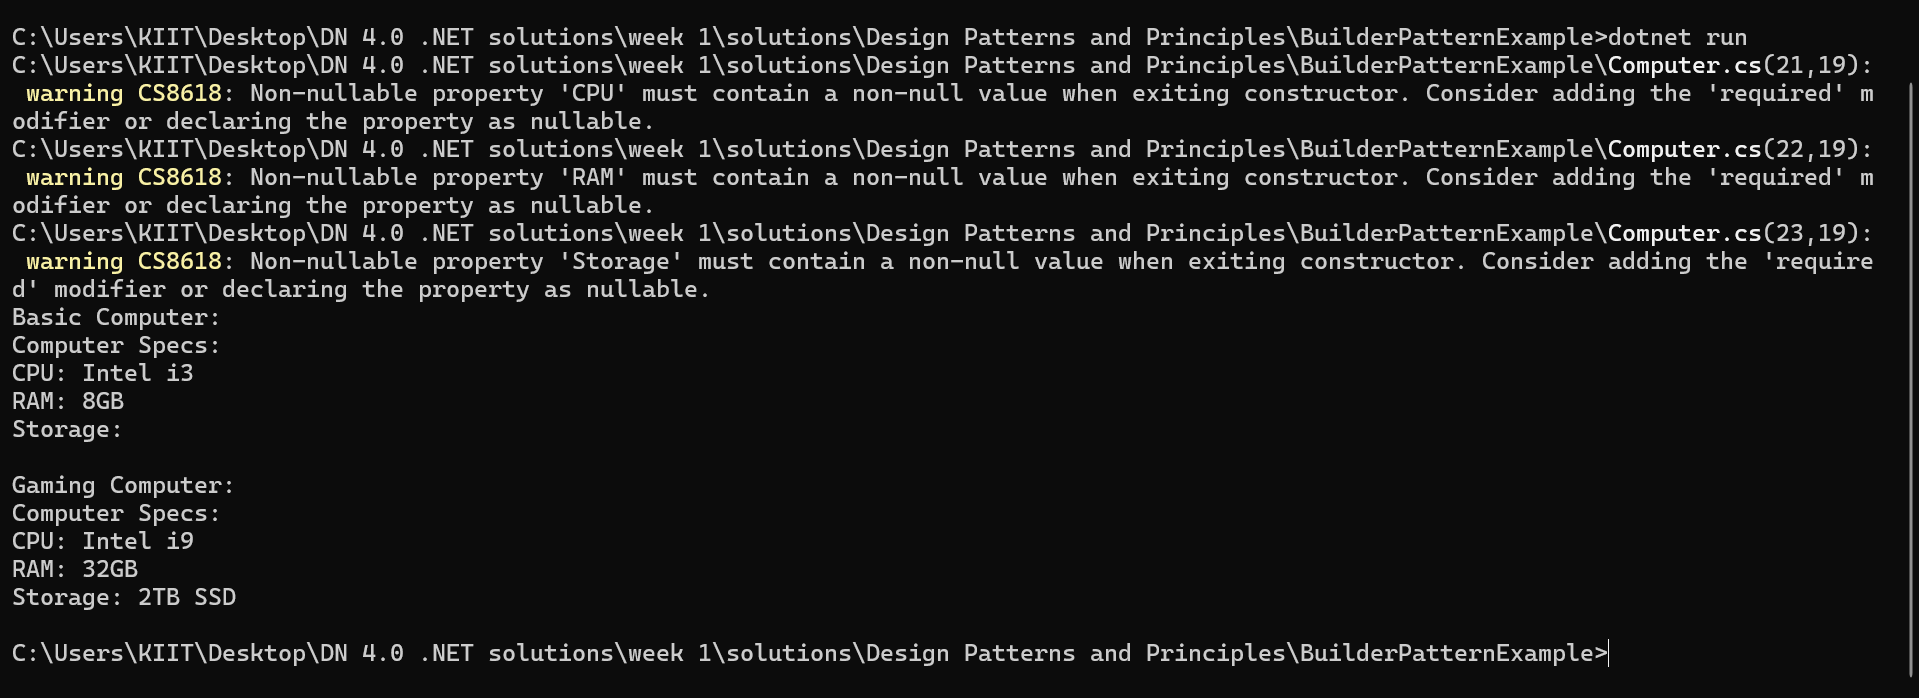 C:\Users\KIIT\Desktop\DN 4.0 .NET solutions\week 1\solutions\Design Patterns and Principles\BuilderPatternExample>dotnet run
C:\Users\KIIT\Desktop\DN 4.0 .NET solutions\week 1\solutions\Design Patterns and Principles\BuilderPatternExample\Computer.cs(21,19):
 warning CS8618: Non-nullable property 'CPU' must contain a non-null value when exiting constructor. Consider adding the 'required' m
odifier or declaring the property as nullable.
C:\Users\KIIT\Desktop\DN 4.0 .NET solutions\week 1\solutions\Design Patterns and Principles\BuilderPatternExample\Computer.cs(22,19):
 warning CS8618: Non-nullable property 'RAM' must contain a non-null value when exiting constructor. Consider adding the 'required' m
odifier or declaring the property as nullable.
C:\Users\KIIT\Desktop\DN 4.0 .NET solutions\week 1\solutions\Design Patterns and Principles\BuilderPatternExample\Computer.cs(23,19):
 warning CS8618: Non-nullable property 'Storage' must contain a non-null value when exiting constructor. Consider adding the 'require
d' modifier or declaring the property as nullable.
Basic Computer:
Computer Specs:
CPU: Intel i3
RAM: 8GB
Storage:

Gaming Computer:
Computer Specs:
CPU: Intel i9
RAM: 32GB
Storage: 2TB SSD

C:\Users\KIIT\Desktop\DN 4.0 .NET solutions\week 1\solutions\Design Patterns and Principles\BuilderPatternExample>